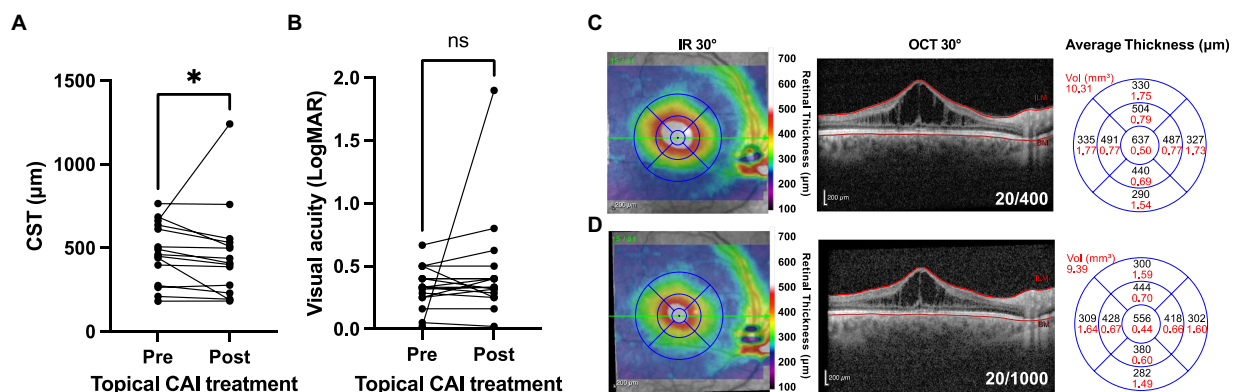 A
*
1500
1000
500
0
CST (µm)
Pre
Post
Topical CAI treatment
B
ns
2.0
1.5
1.0
0.5
0.0
Visual acuity (LogMAR)
Pre
Post
Topical CAI treatment
C
IR 30°
OCT 30°
Average Thickness (µm)
200 µm
700
600
500
400
300
200
100
Retinal Thickness (µm)
ILM
BM
200 µm
20/400
Vol (mm³)
10.31
330
1.75
504
0.79
335 491 637 487 327
1.77 0.77 0.50 0.77 1.73
440
0.69
290
1.54
D
200 µm
700
600
500
400
300
200
100
Retinal Thickness (µm)
ILM
BM
200 µm
20/1000
Vol (mm³)
9.39
300
1.59
444
0.70
309 428 556 418 302
1.64 0.67 0.44 0.66 1.60
380
0.60
282
1.49